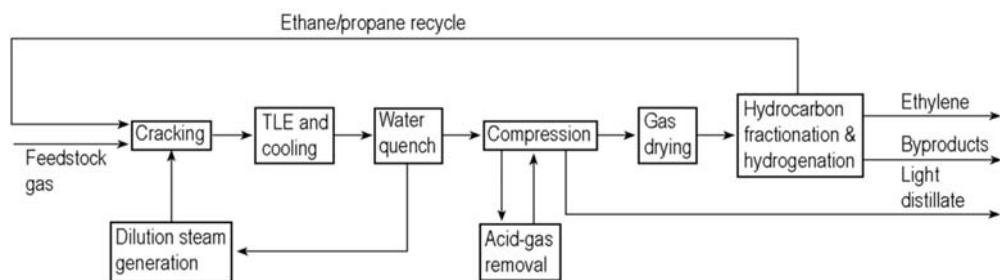 Ethane/propane recycle
Cracking
TLE and
cooling
Water
quench
Compression
Gas
drying
Hydrocarbon
fractionation &
hydrogenation
Ethylene
Byproducts
Light
distillate
Feedstock
gas
Dilution steam
generation
Acid-gas
removal